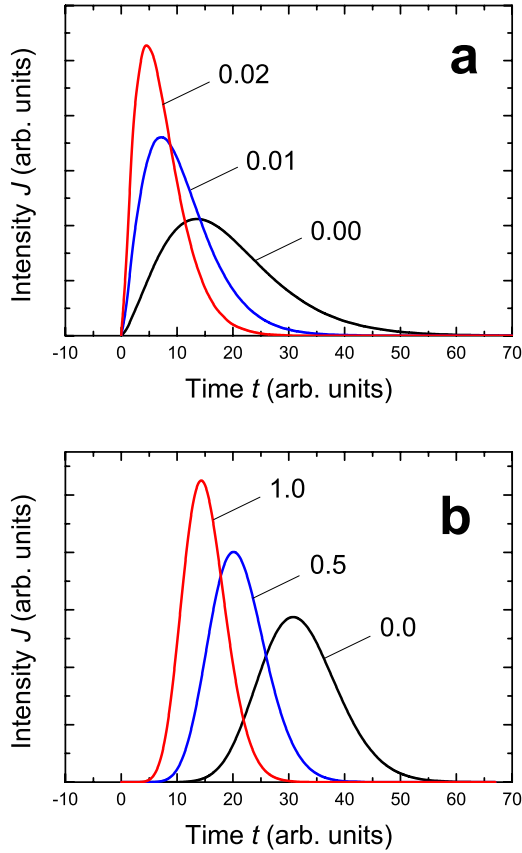 a
0.02
0.01
0.00
Intensity J (arb. units)
-10 0 10 20 30 40 50 60 70
Time t (arb. units)
b
1.0
0.5
0.0
Intensity J (arb. units)
-10 0 10 20 30 40 50 60 70
Time t (arb. units)